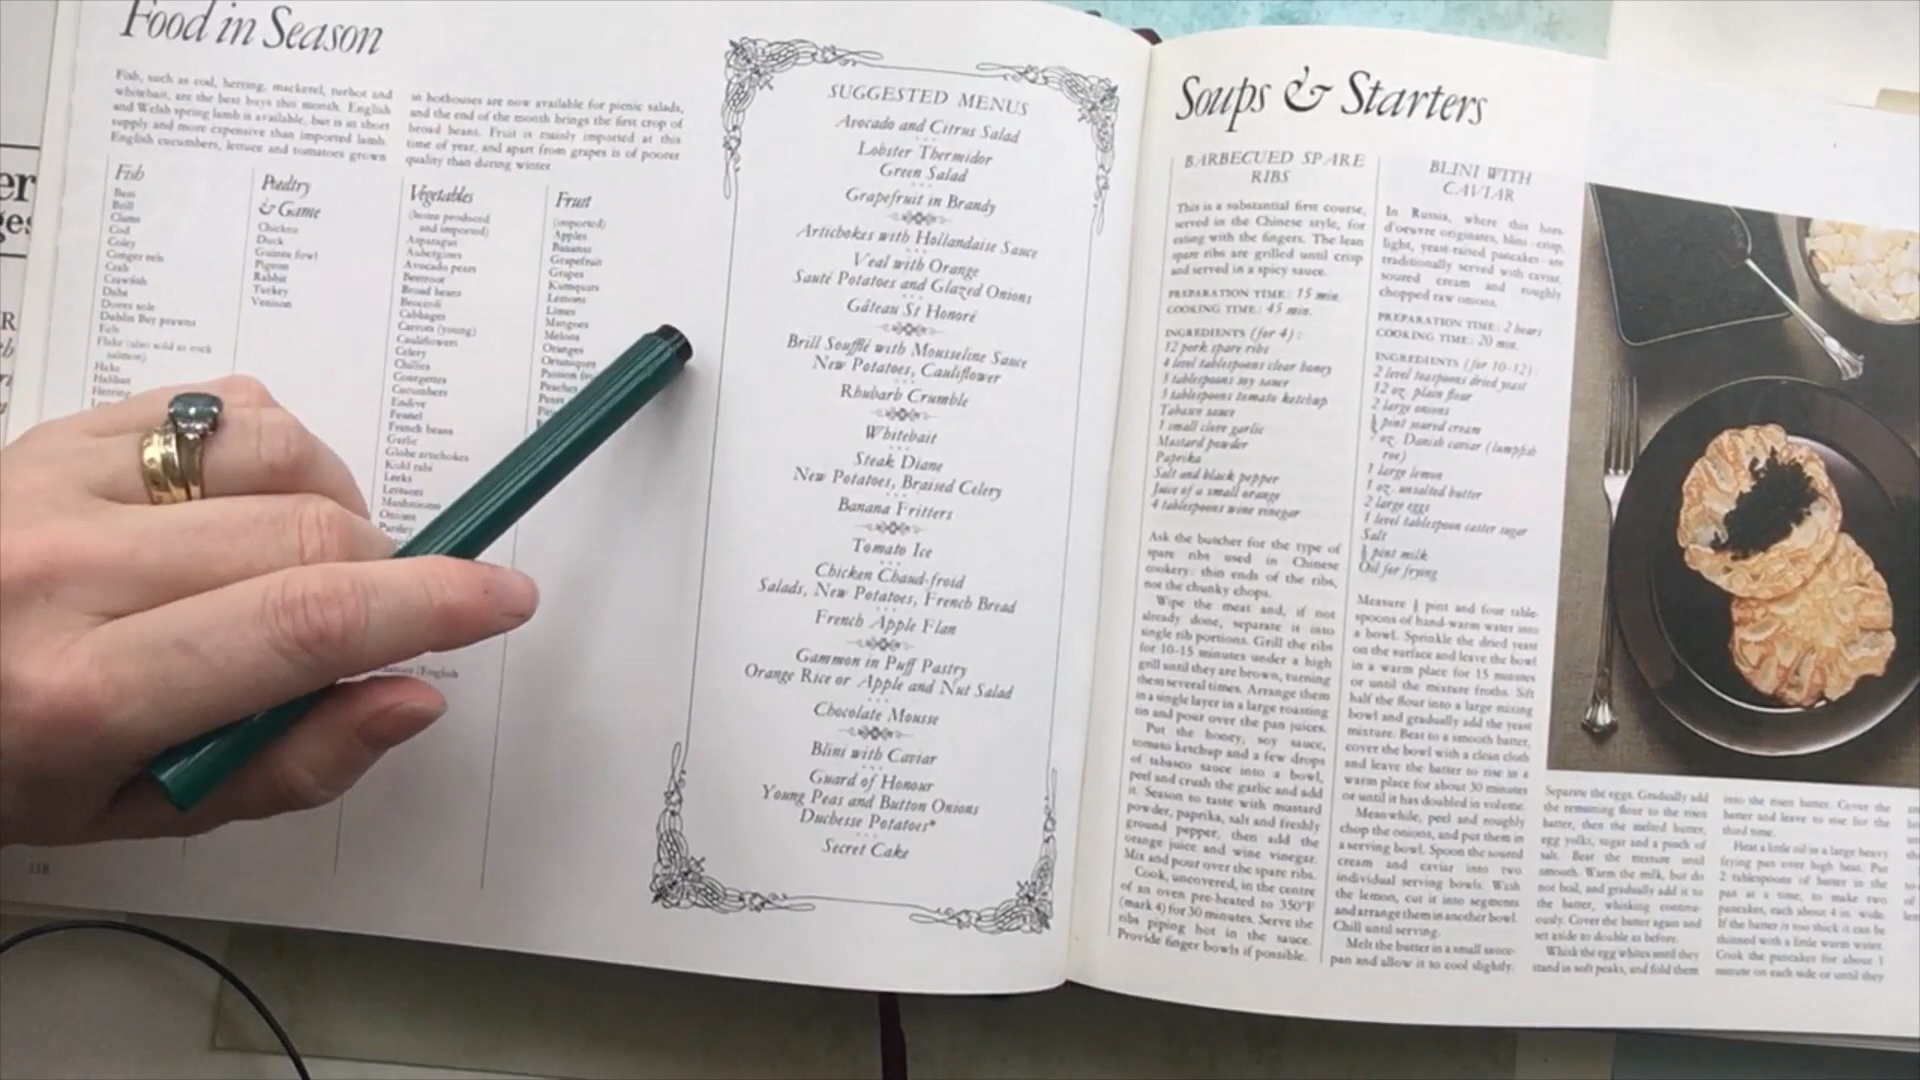 Food in Season
Fish, such as cod, herring, mackerel, turbot and
whitebait, are the best buys this month. English
and Welsh spring lamb is available, but is in short
supply and more expensive than imported lamb.
English cucumbers, lettuce and tomatoes grown
in hothouses are now available for picnic salads,
and the end of the month brings the first crop of
broad beans. Fruit is mainly imported at this
time of year, and apart from grapes is of poorer
quality than during winter.
Fish
Bass
Brill
Clams
Cod
Coley
Conger eels
Crab
Crawfish
Dabs
Dover sole
Dublin Bay prawns
Eels
Flake (also sold as rock
salmon)
Hake
Halibut
Herring
Poultry
& Game
Chicken
Duck
Guinea fowl
Pigeon
Rabbit
Turkey
Venison
Vegetables
(home produced
and imported)
Asparagus
Aubergines
Avocado pears
Beetroot
Broad beans
Broccoli
Cabbages
Carrots (young)
Cauliflowers
Celery
Chillies
Courgettes
Cucumbers
Endive
Fennel
French beans
Garlic
Globe artichokes
Kohl rabi
Leeks
Lettuces
Mushrooms
Onions
Parsley
(English
Fruit
(imported)
Apples
Bananas
Grapefruit
Grapes
Kumquats
Lemons
Limes
Mangoes
Melons
Oranges
Ortaniques
Passion
Peaches
Pears
118
SUGGESTED MENUS
Avocado and Citrus Salad
Lobster Thermidor
Green Salad
Grapefruit in Brandy
Artichokes with Hollandaise Sauce
Veal with Orange
Sauté Potatoes and Glazed Onions
Gâteau St Honoré
Brill Soufflé with Mousseline Sauce
New Potatoes, Cauliflower
Rhubarb Crumble
Whitebait
Steak Diane
New Potatoes, Braised Celery
Banana Fritters
Tomato Ice
Chicken Chaud-froid
Salads, New Potatoes, French Bread
French Apple Flan
Gammon in Puff Pastry
Orange Rice or Apple and Nut Salad
Chocolate Mousse
Blini with Caviar
Guard of Honour
Young Peas and Button Onions
Duchesse Potatoes*
Secret Cake
Soups & Starters
BARBECUED SPARE
RIBS
This is a substantial first course,
served in the Chinese style, for
eating with the fingers. The lean
spare ribs are grilled until crisp
and served in a spicy sauce.
PREPARATION TIME: 15 min.
COOKING TIME: 45 min.
INGREDIENTS (for 4):
12 pork spare ribs
4 level tablespoons clear honey
3 tablespoons soy sauce
3 tablespoons tomato ketchup
Tabasco sauce
1 small clove garlic
Mustard powder
Paprika
Salt and black pepper
Juice of a small orange
4 tablespoons wine vinegar
Ask the butcher for the type of
spare ribs used in Chinese
cookery: thin ends of the ribs,
not the chunky chops.
Wipe the meat and, if not
already done, separate it into
single rib portions. Grill the ribs
for 10-15 minutes under a high
grill until they are brown, turning
them several times. Arrange them
in a single layer in a large roasting
tin and pour over the pan juices.
Put the honey, soy sauce,
tomato ketchup and a few drops
of tabasco sauce into a bowl,
peel and crush the garlic and add
it. Season to taste with mustard
powder, paprika, salt and freshly
ground pepper, then add the
orange juice and wine vinegar.
Mix and pour over the spare ribs.
Cook, uncovered, in the centre
of an oven pre-heated to 350°F
(mark 4) for 30 minutes. Serve the
ribs piping hot in the sauce.
Provide finger bowls if possible.
BLINI WITH
CAVIAR
In Russia, where this hors-
d'oeuvre originates, blini - crisp,
light, yeast-raised pancakes - are
traditionally served with caviar,
soured cream and roughly
chopped raw onions.
PREPARATION TIME: 2 hours
COOKING TIME: 20 min.
INGREDIENTS (for 10-12):
2 level teaspoons dried yeast
12 oz. plain flour
2 large onions
pint soured cream
oz. Danish caviar (lumpfish
roe)
1 large lemon
1 oz. unsalted butter
2 large eggs
1 level tablespoon caster sugar
Salt
pint milk
Oil for frying
Measure pint and four table-
spoons of hand-warm water into
a bowl. Sprinkle the dried yeast
on the surface and leave the bowl
in a warm place for 15 minutes
or until the mixture froths. Sift
half the flour into a large mixing
bowl and gradually add the yeast
mixture. Beat to a smooth batter,
cover the bowl with a clean cloth
and leave the batter to rise in a
warm place for about 30 minutes
or until it has doubled in volume.
Meanwhile, peel and roughly
chop the onions, and put them in
a serving bowl. Spoon the soured
cream and caviar into two
individual serving bowls. Wash
the lemon, cut it into segments
and arrange them in another bowl.
Chill until serving.
Melt the butter in a small sauce-
pan and allow it to cool slightly.
Separate the eggs. Gradually add
the remaining flour to the risen
batter, then the melted butter,
egg yolks, sugar and a pinch of
salt. Beat the mixture until
smooth. Warm the milk, but do
not boil, and gradually add it to
the batter, whisking continu-
ously. Cover the batter again and
set aside to double as before.
Whisk the egg whites until they
stand in soft peaks, and fold them
into the risen batter. Cover the
batter and leave to rise for the
third time.
Heat a little oil in a large heavy
frying pan over high heat. Put
2 tablespoons of batter in the
pan at a time, to make two
pancakes, each about 4 in. wide.
If the batter is too thick it can be
thinned with a little warm water.
Cook the pancakes for about 1
minute on each side or until they